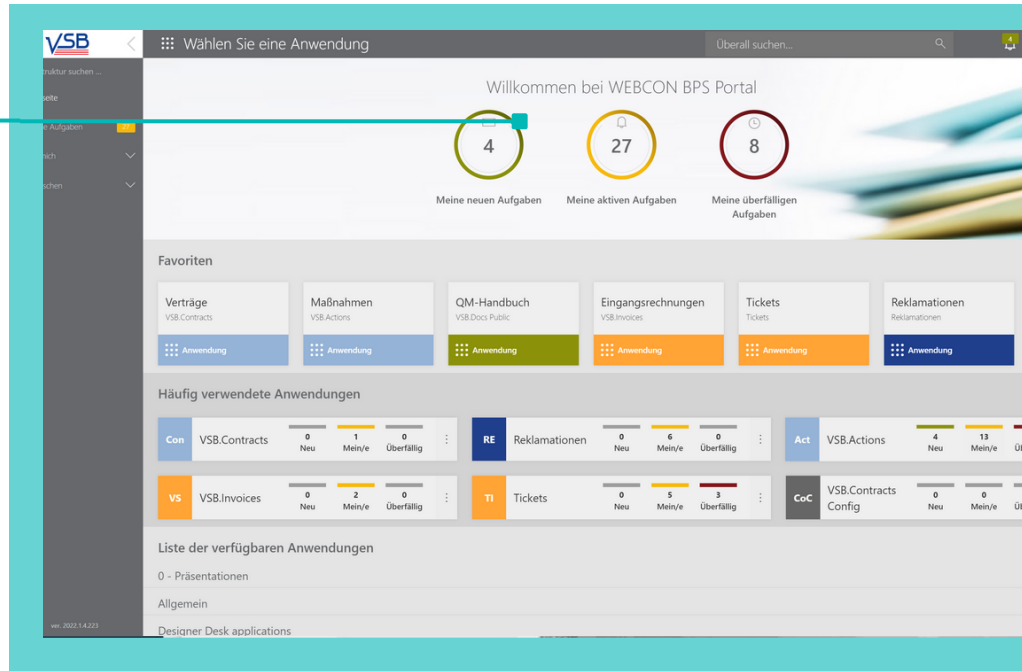 VSB
Wählen Sie eine Anwendung
Überall suchen...
4
truktur suchen ...
seite
e Aufgaben 27
Willkommen bei WEBCON BPS Portal
4 27 8
Meine neuen Aufgaben Meine aktiven Aufgaben Meine überfälligen
Aufgaben
Favoriten
Verträge Maßnahmen QM-Handbuch Eingangsrechnungen Tickets Reklamationen
VSB.Contracts VSB.Actions VSB.Docs Public VSB.Invoices Tickets Reklamationen
Anwendung Anwendung Anwendung Anwendung Anwendung Anwendung
Häufig verwendete Anwendungen
Con VSB.Contracts 0 1 0 RE Reklamationen 0 6 0 Act VSB.Actions 4 13
Neu Mein/e Überfällig Neu Mein/e Überfällig Neu Mein/e
VS VSB.Invoices 0 2 0 TI Tickets 0 5 3 CoC VSB.Contracts Config 0 0
Neu Mein/e Überfällig Neu Mein/e Überfällig Neu Mein/e
Liste der verfügbaren Anwendungen
0 - Präsentationen
Allgemein
Designer Desk applications
ver. 2022.1.4.223